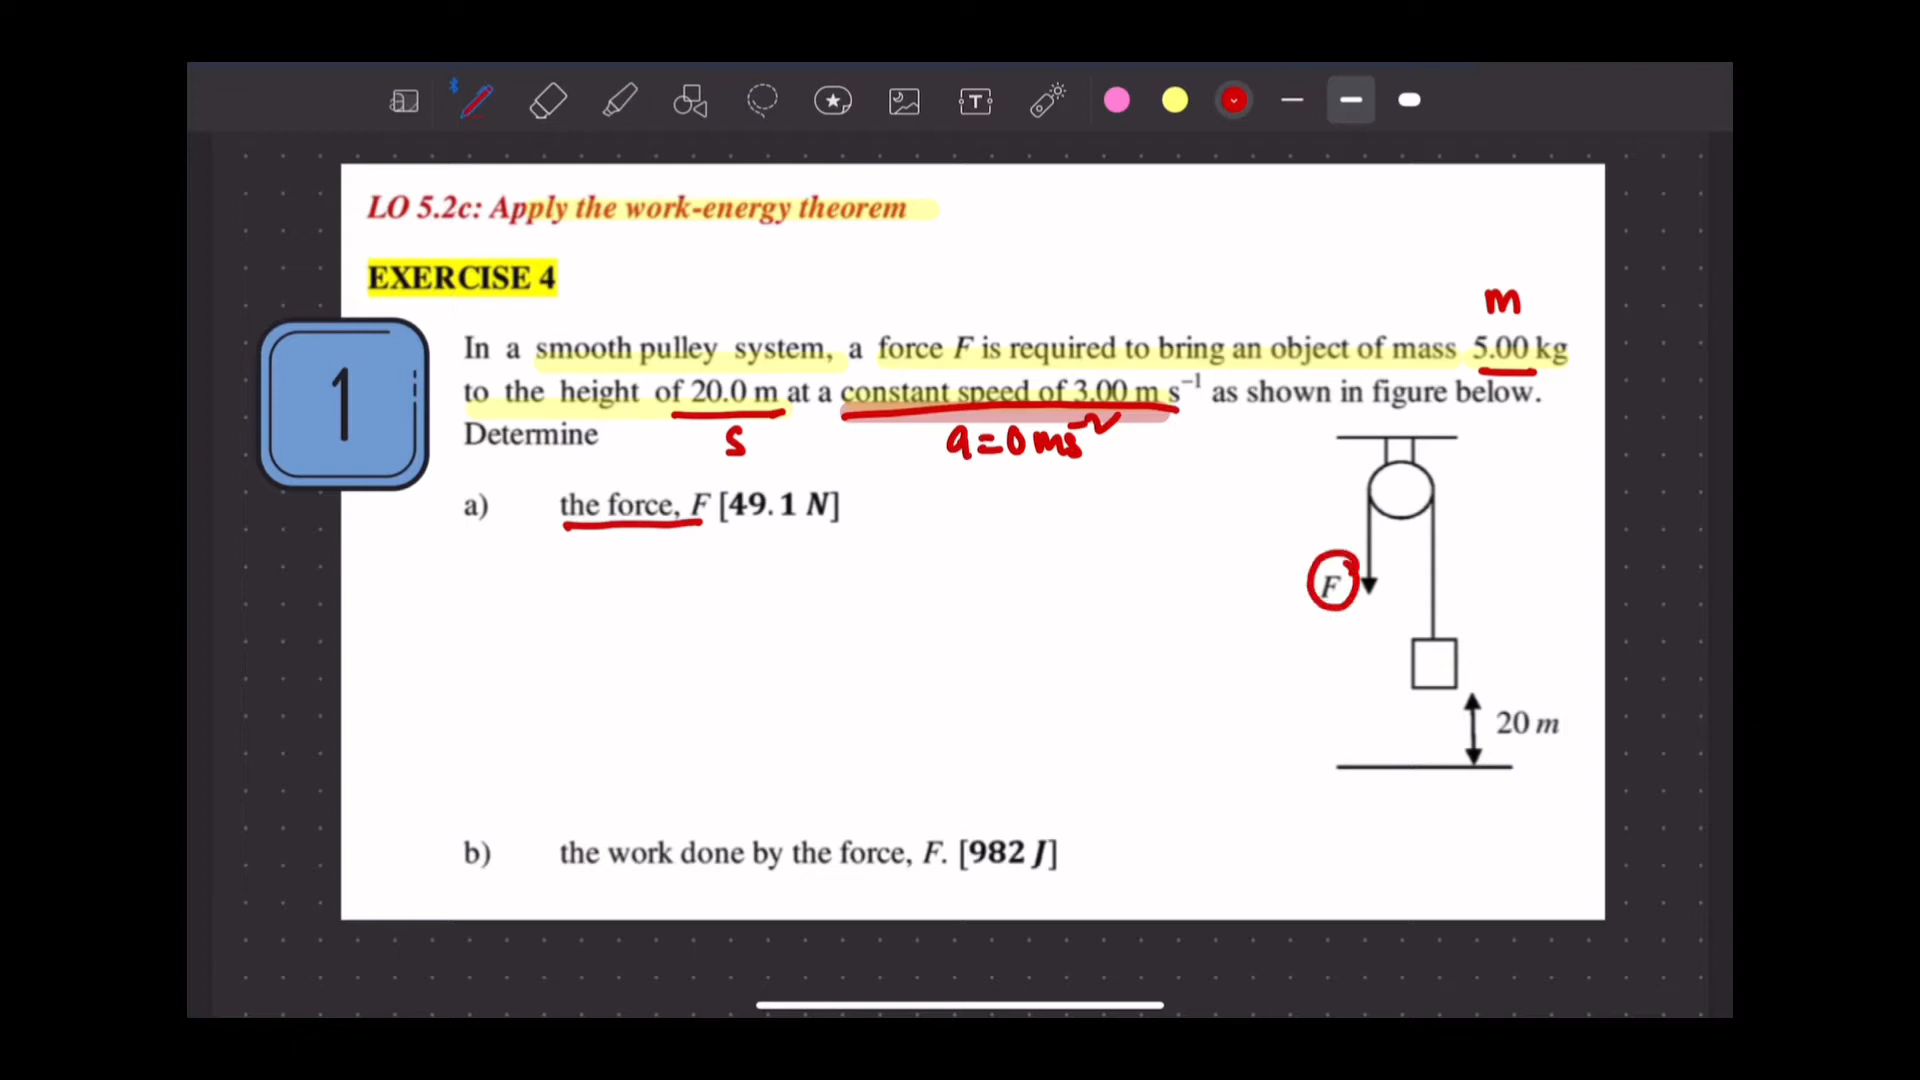 LO 5.2c: Apply the work-energy theorem
EXERCISE 4
m
1
In a smooth pulley system, a force F is required to bring an object of mass 5.00 kg
to the height of 20.0 m at a constant speed of 3.00 m s⁻¹ as shown in figure below.
Determine
s
a = 0 ms⁻²
a) the force, F [49.1 N]
F
20 m
b) the work done by the force, F. [982 J]